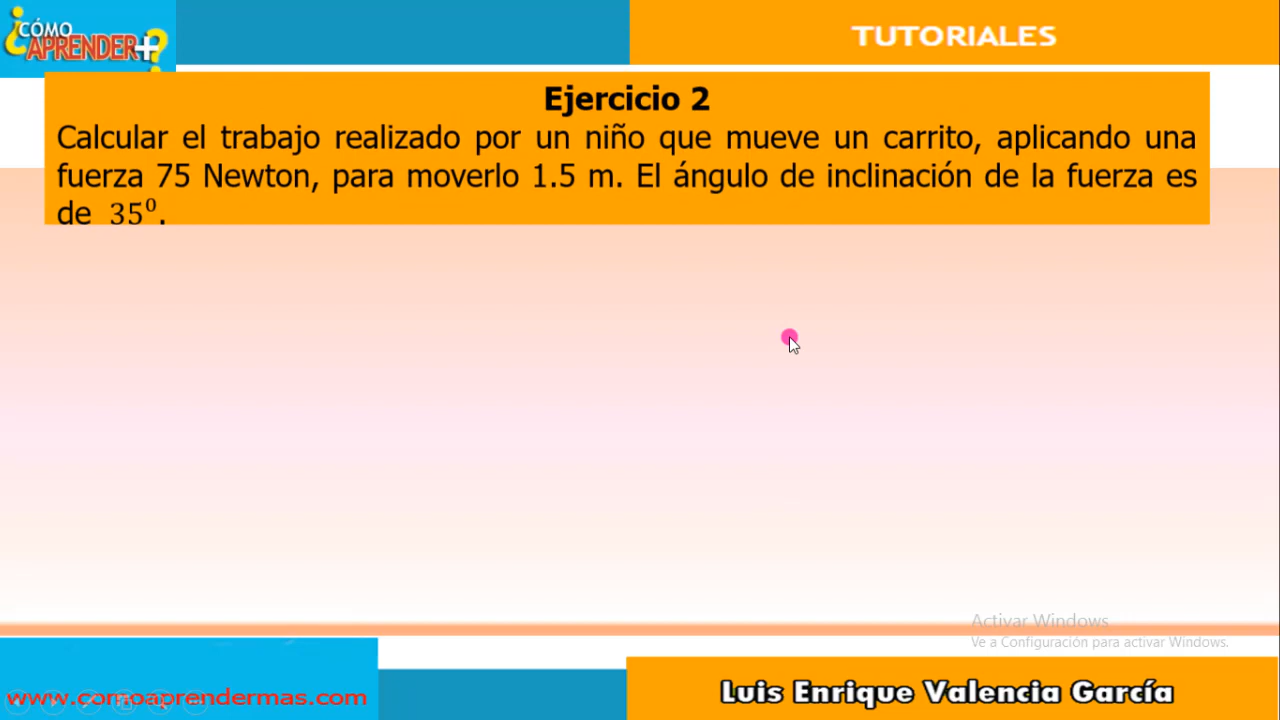 ¿CÓMO
APRENDER+?
TUTORIALES
Ejercicio 2
Calcular el trabajo realizado por un niño que mueve un carrito, aplicando una
fuerza 75 Newton, para moverlo 1.5 m. El ángulo de inclinación de la fuerza es
de 35⁰.
Activar Windows
Ve a Configuración para activar Windows.
www.comoaprendermas.com
Luis Enrique Valencia García